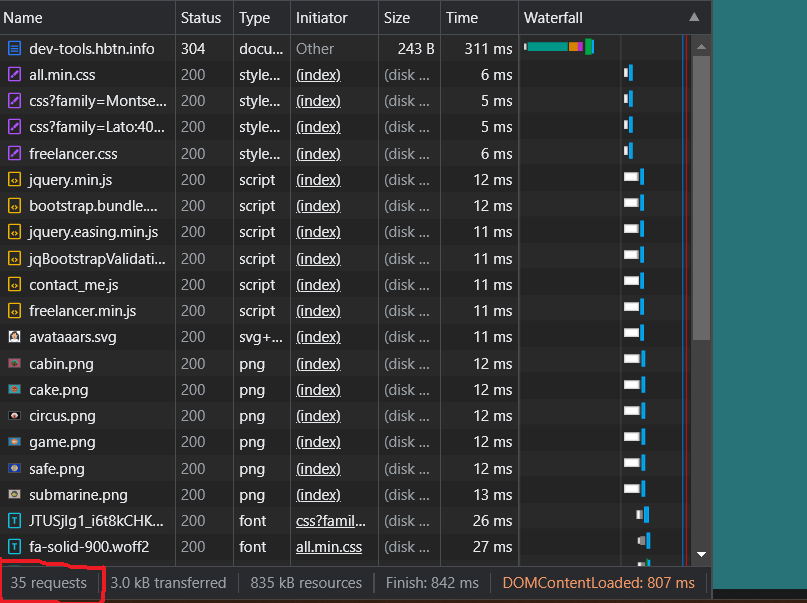 Name Status Type Initiator Size Time Waterfall
dev-tools.hbtn.info 304 docu... Other 243 B 311 ms
all.min.css 200 style... (index) (disk ... 6 ms
css?family=Montse... 200 style... (index) (disk ... 5 ms
css?family=Lato:40... 200 style... (index) (disk ... 5 ms
freelancer.css 200 style... (index) (disk ... 6 ms
jquery.min.js 200 script (index) (disk ... 12 ms
bootstrap.bundle.... 200 script (index) (disk ... 12 ms
jquery.easing.min.js 200 script (index) (disk ... 11 ms
jqBootstrapValidati... 200 script (index) (disk ... 11 ms
contact_me.js 200 script (index) (disk ... 11 ms
freelancer.min.js 200 script (index) (disk ... 11 ms
avataaars.svg 200 svg+... (index) (disk ... 11 ms
cabin.png 200 png (index) (disk ... 12 ms
cake.png 200 png (index) (disk ... 12 ms
circus.png 200 png (index) (disk ... 12 ms
game.png 200 png (index) (disk ... 12 ms
safe.png 200 png (index) (disk ... 12 ms
submarine.png 200 png (index) (disk ... 13 ms
JTUSjIg1_i6t8kCHK... 200 font css?famil... (disk ... 26 ms
fa-solid-900.woff2 200 font all.min.css (disk ... 27 ms
35 requests 3.0 kB transferred 835 kB resources Finish: 842 ms DOMContentLoaded: 807 ms